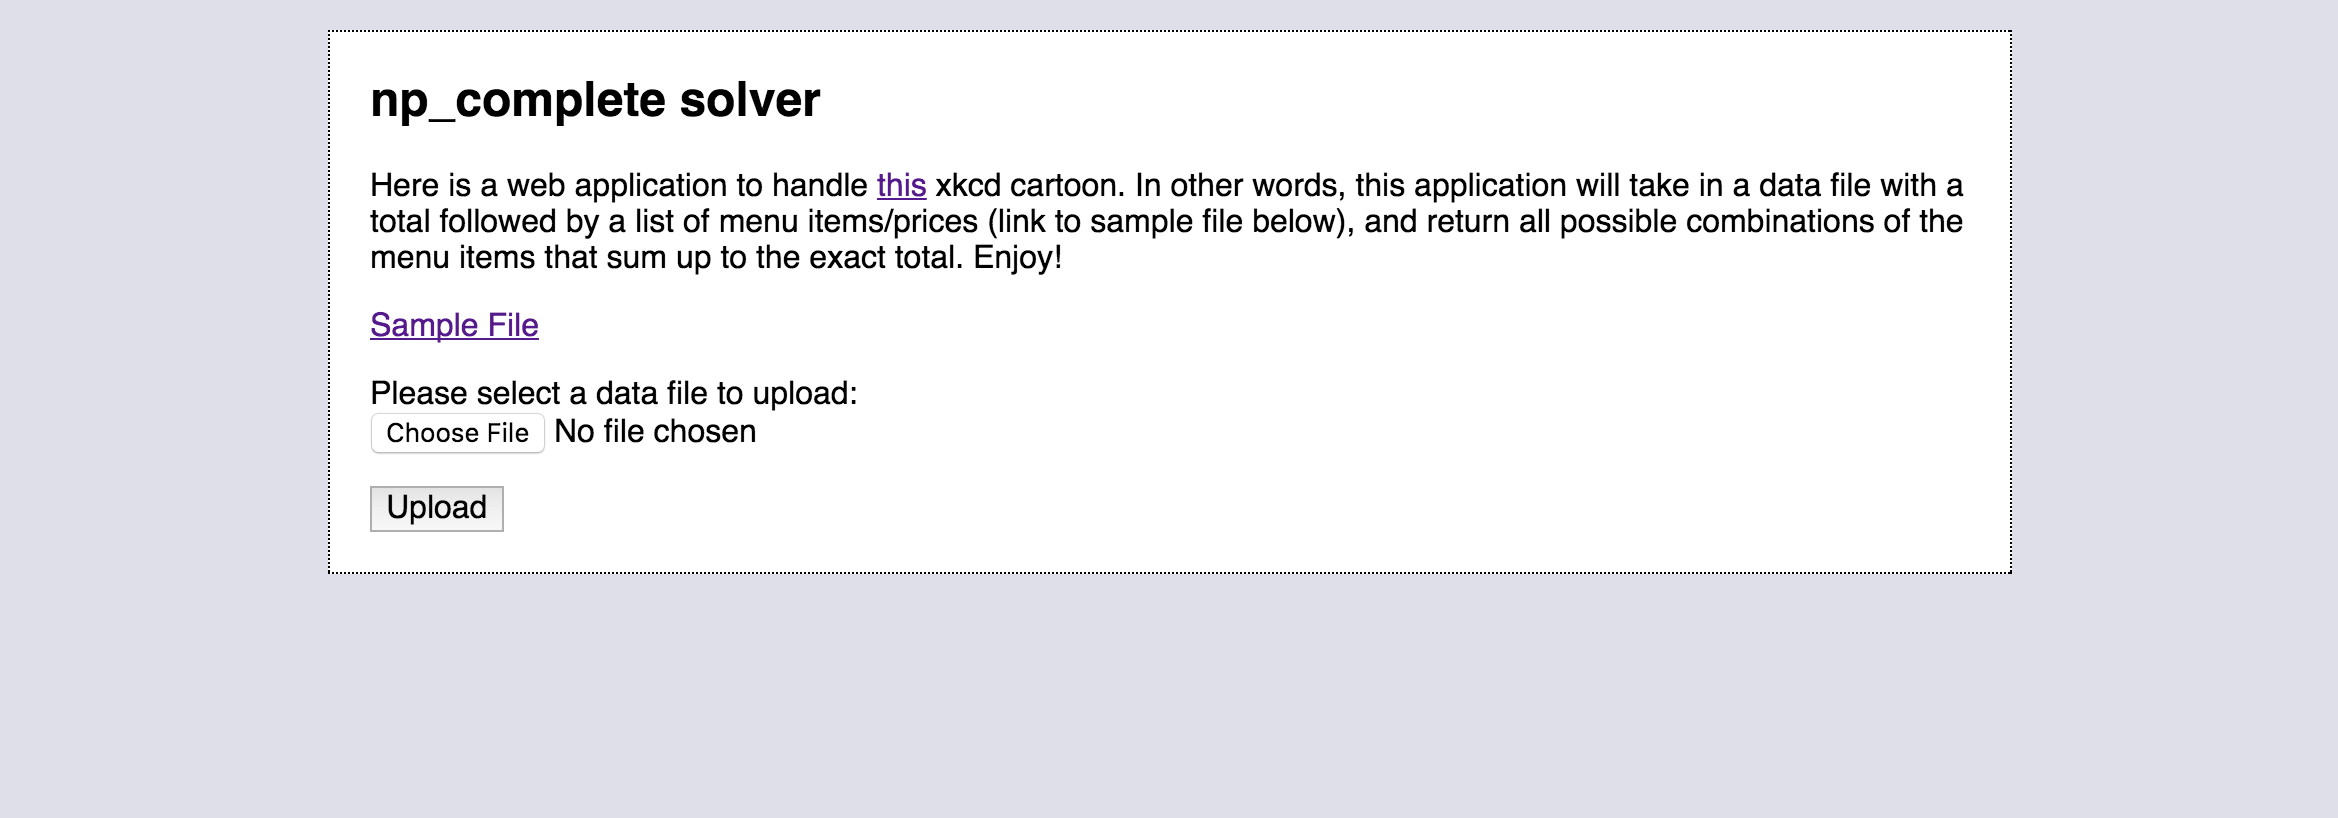 np_complete solver
Here is a web application to handle this xkcd cartoon. In other words, this application will take in a data file with a
total followed by a list of menu items/prices (link to sample file below), and return all possible combinations of the
menu items that sum up to the exact total. Enjoy!
Sample File
Please select a data file to upload:
Choose File No file chosen
Upload